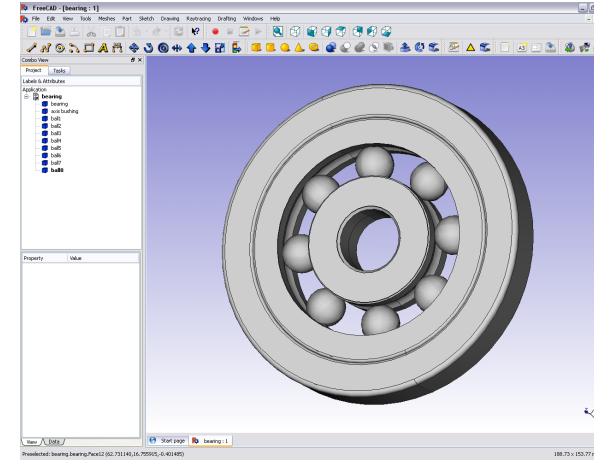 FreeCAD - [bearing : 1]
File Edit View Tools Meshes Part Sketch Drawing Raytracing Drafting Windows Help
Combo View
Project Tasks
Labels & Attributes
Application
bearing
bearing
axis bushing
ball1
ball2
ball3
ball4
ball5
ball6
ball7
ball8
Property Value
View Data
Start page bearing : 1
Preselected: bearing.bearing.Face12 (62.731140,16.755915,-0.401485) 188.73 x 153.77